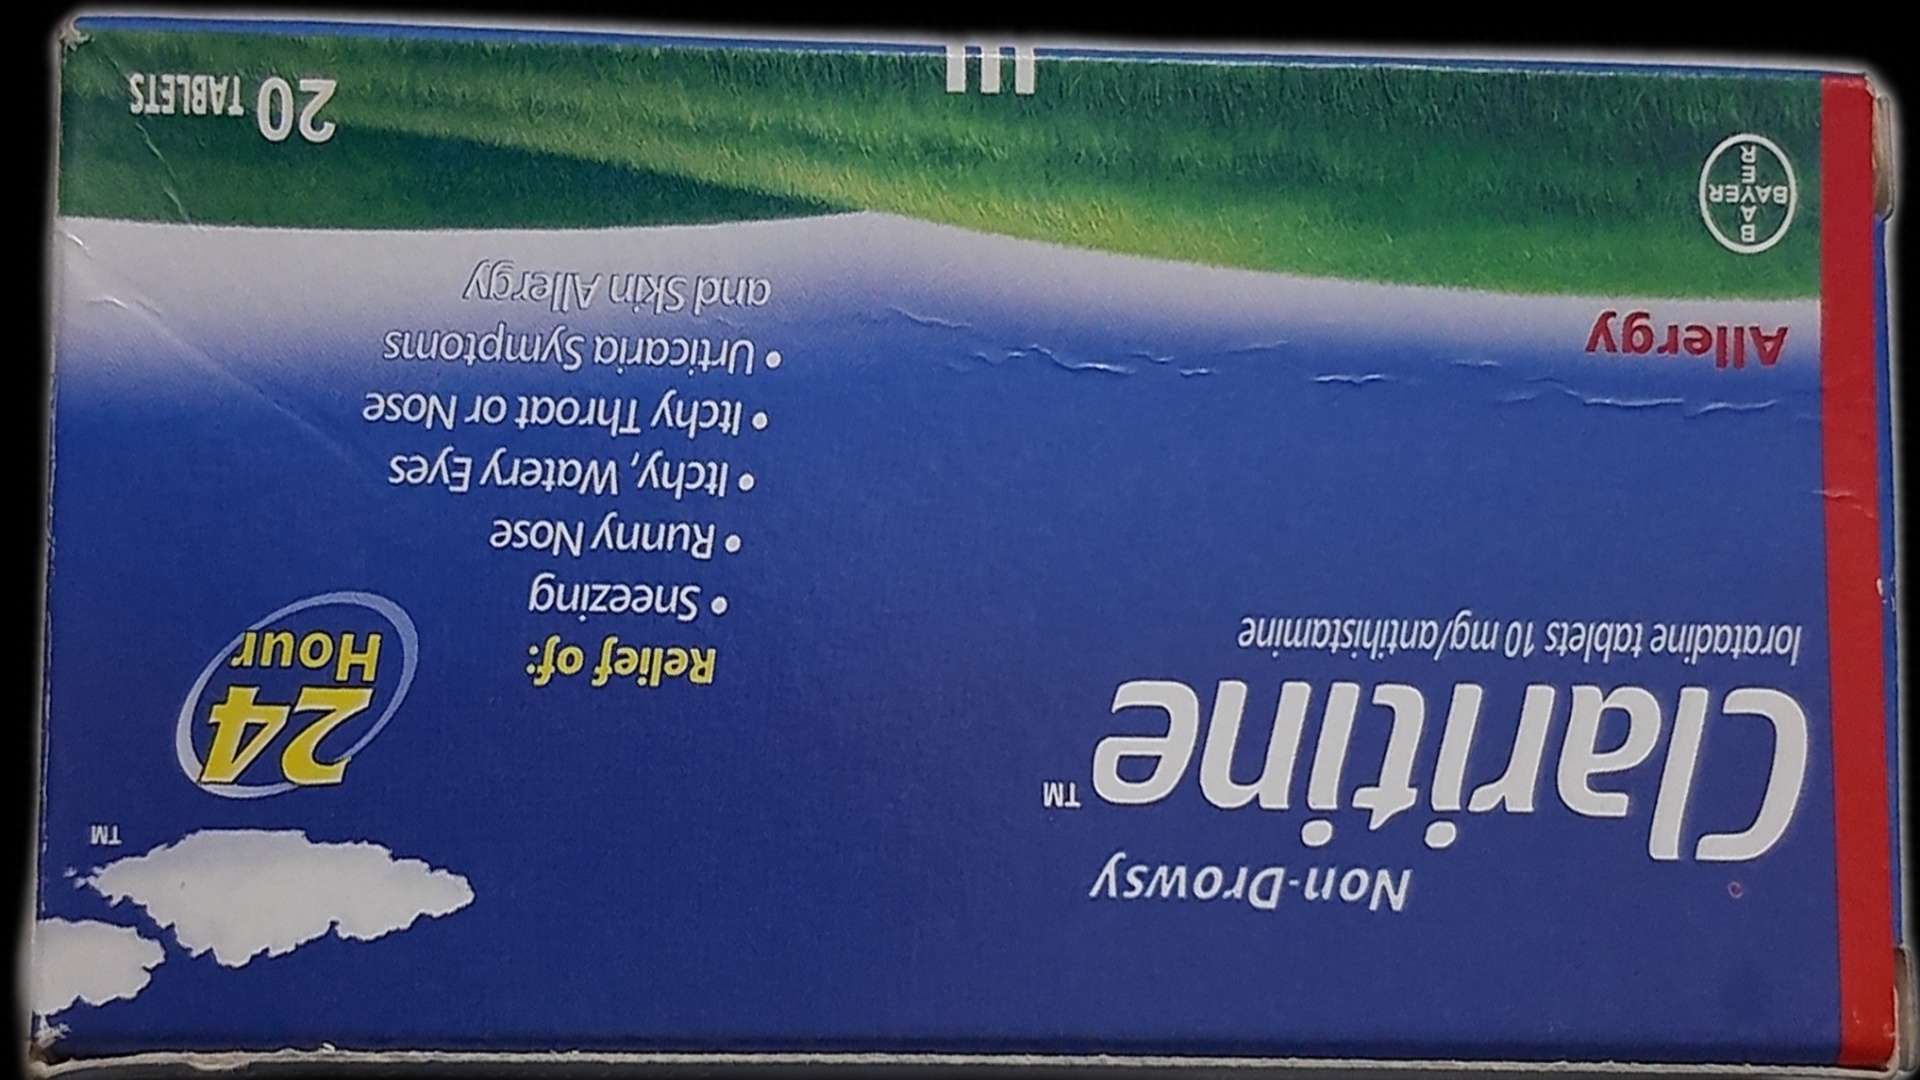 Non-Drowsy
Claritine™
loratadine tablets 10 mg/antihistamine
Allergy
BAYER
BAYER
™
24
Hour
Relief of:
• Sneezing
• Runny Nose
• Itchy, Watery Eyes
• Itchy Throat or Nose
• Urticaria Symptoms
and Skin Allergy
20 TABLETS